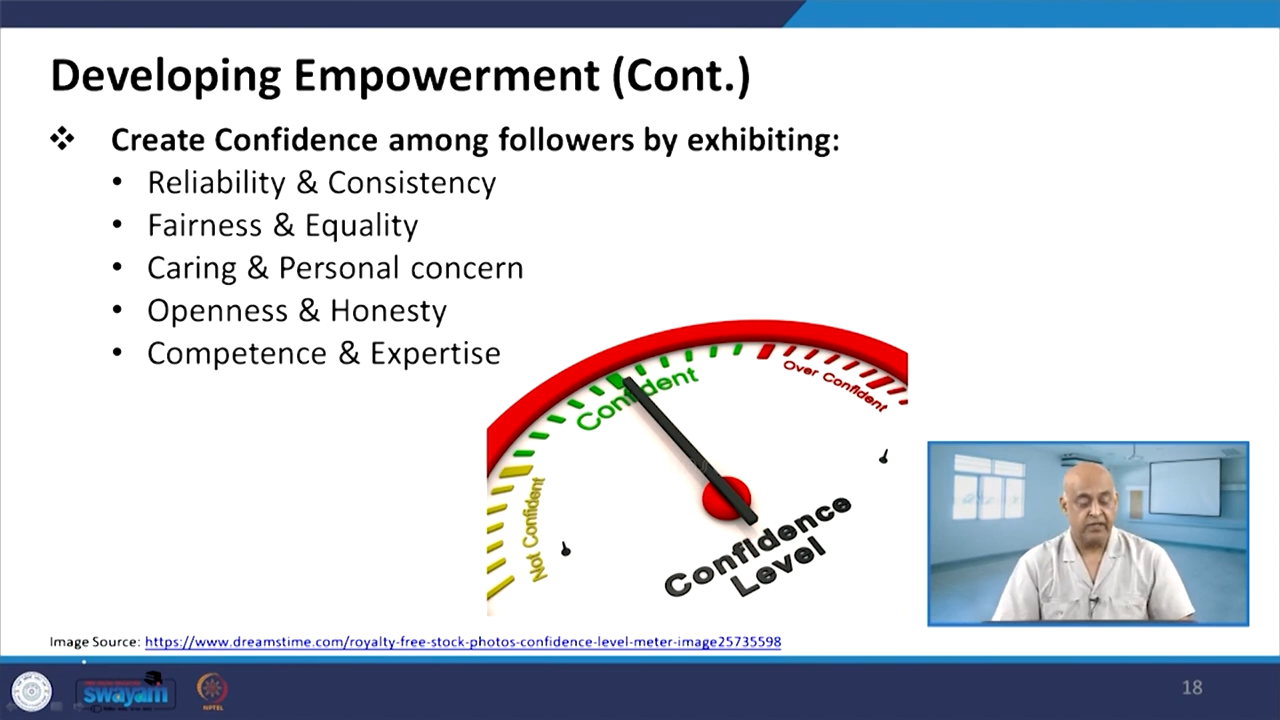 Developing Empowerment (Cont.)
❖ Create Confidence among followers by exhibiting:
• Reliability & Consistency
• Fairness & Equality
• Caring & Personal concern
• Openness & Honesty
• Competence & Expertise
Not Confident
Confident
Over Confident
Confidence
Level
Image Source: https://www.dreamstime.com/royalty-free-stock-photos-confidence-level-meter-image25735598
swayam
NPTEL
18